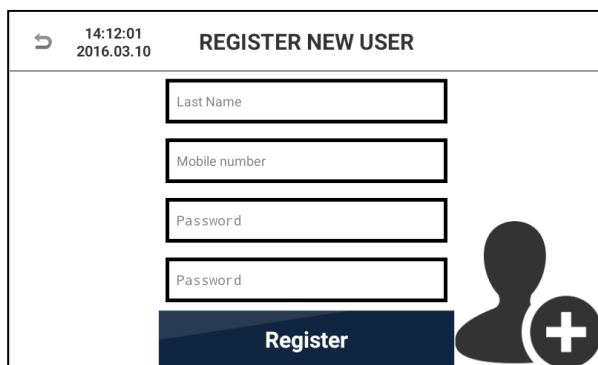 14:12:01
2016.03.10
REGISTER NEW USER
Last Name
Mobile number
Password
Password
Register